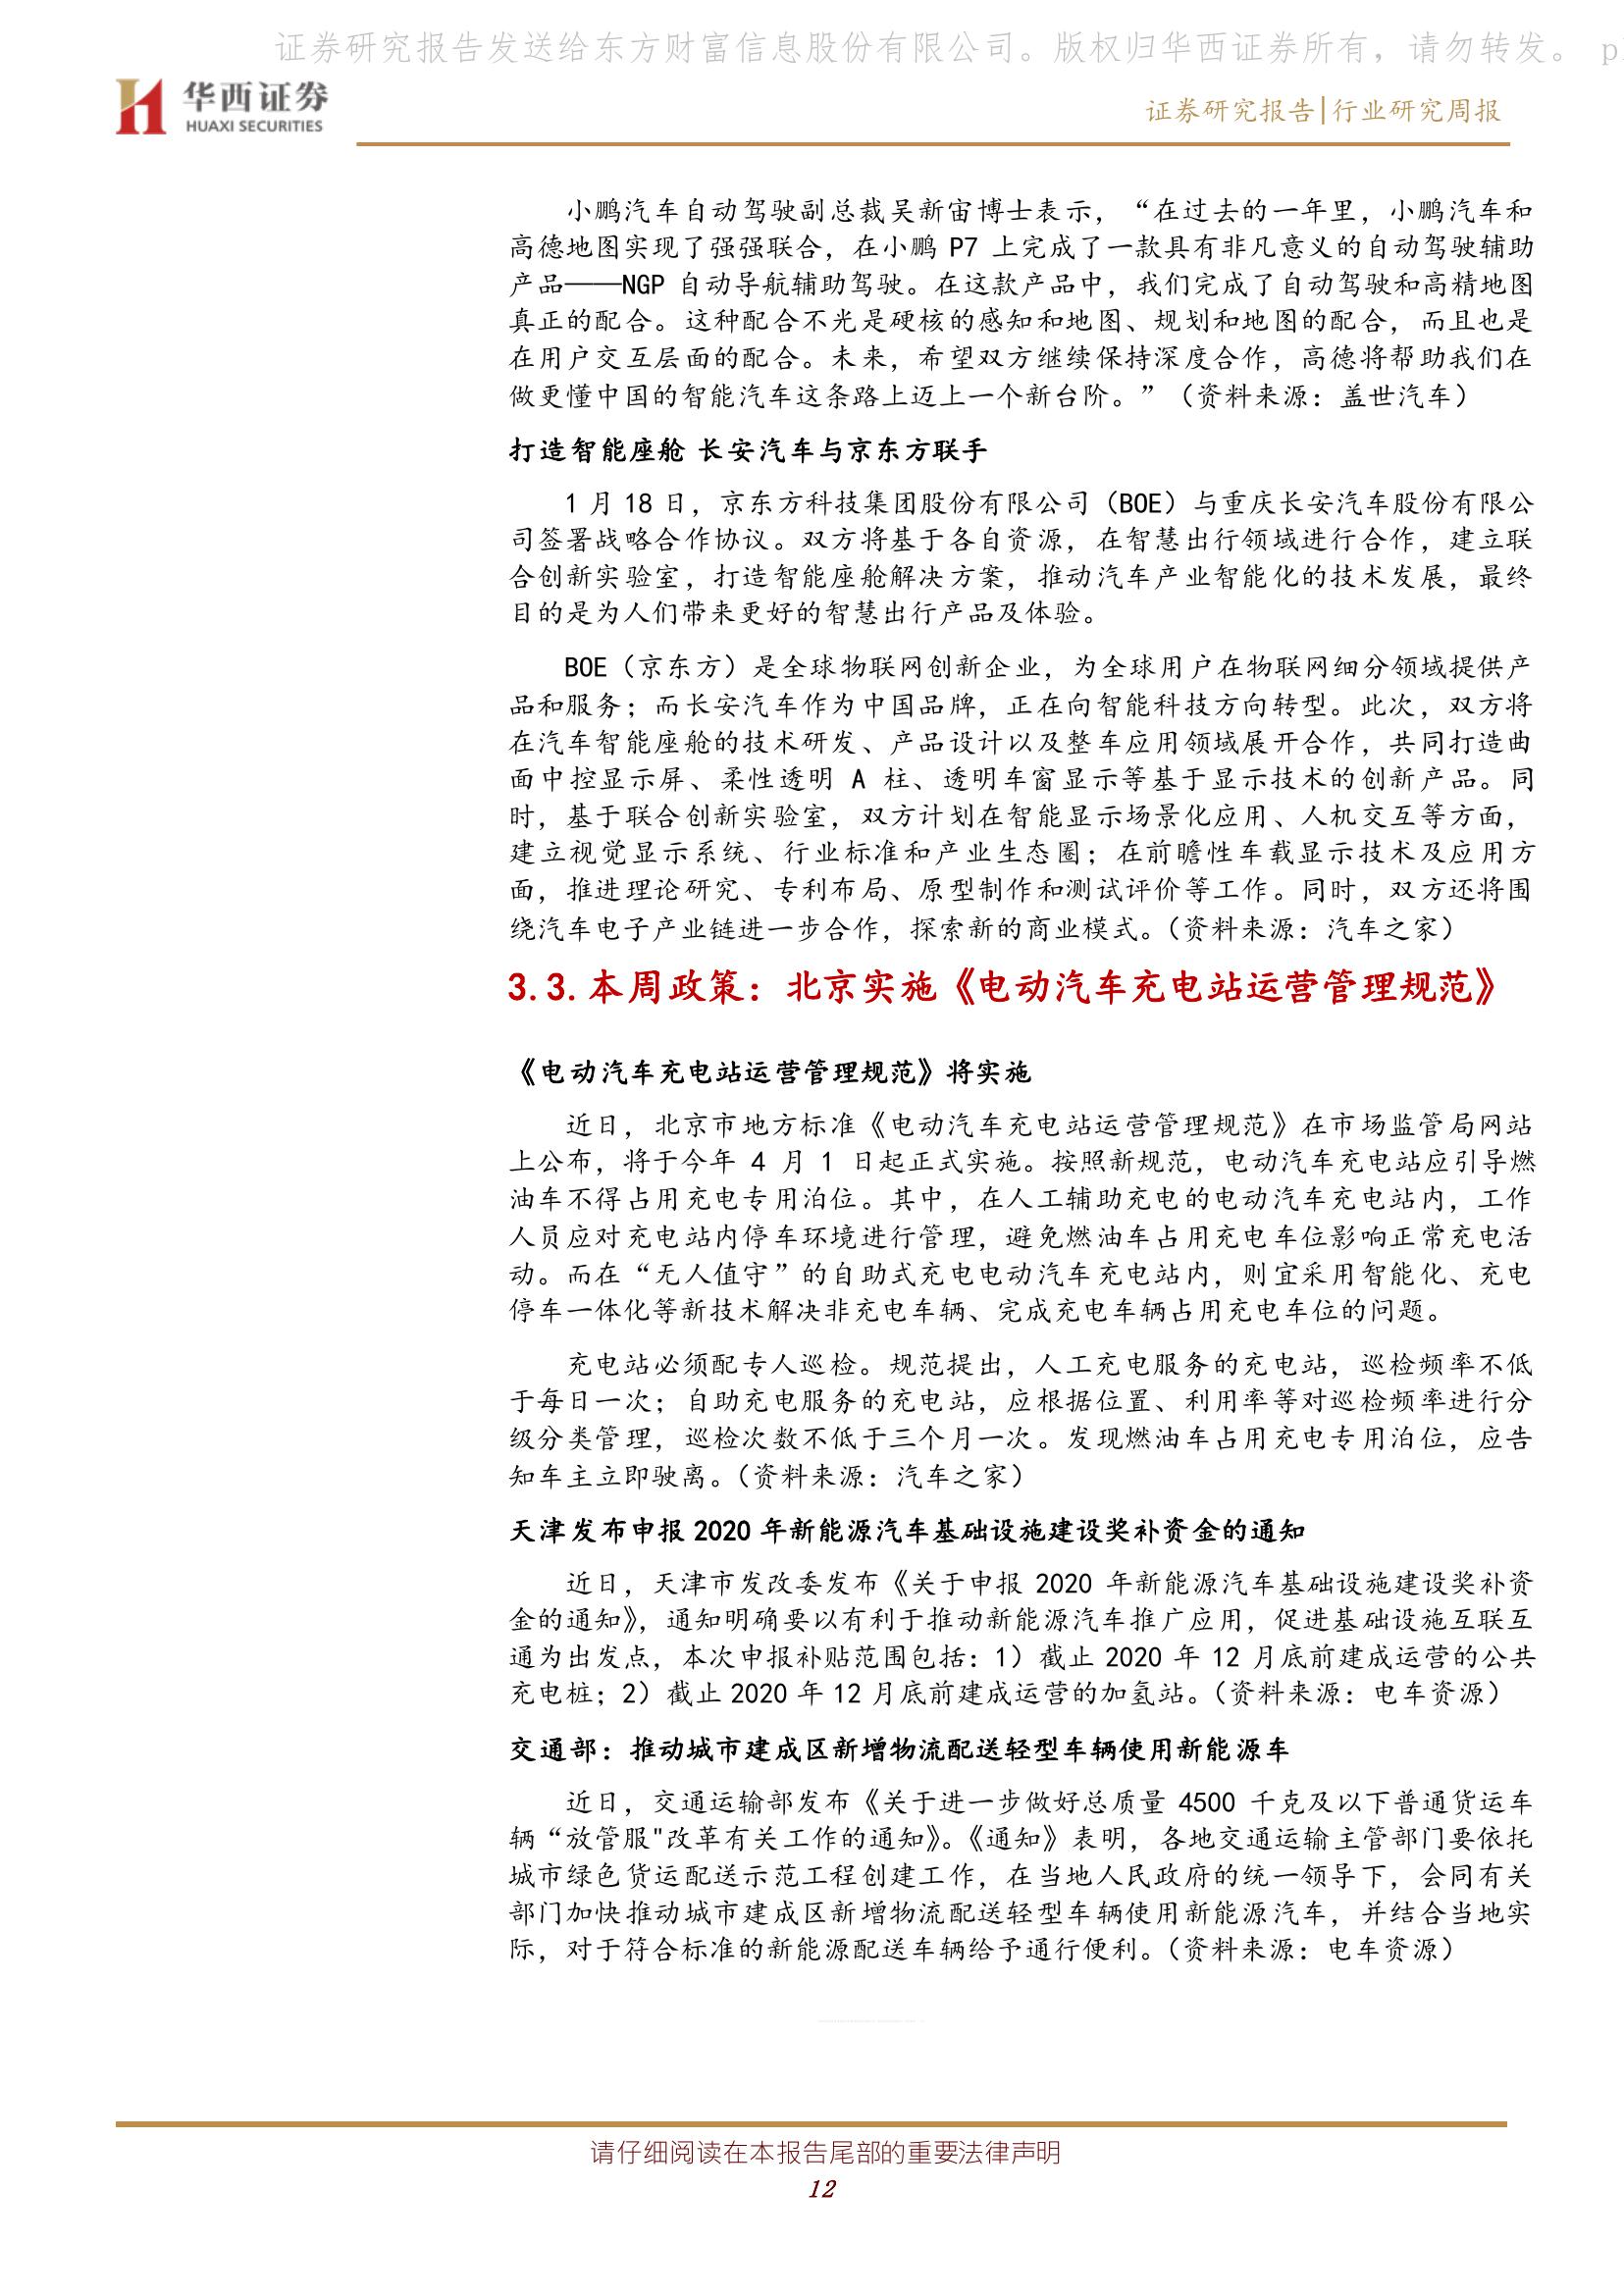 证券研究报告发送给东方财富信息股份有限公司。版权归华西证券所有，请勿转发。 p
华西证券
HUAXI SECURITIES
证券研究报告|行业研究周报
小鹏汽车自动驾驶副总裁吴新宙博士表示，“在过去的一年里，小鹏汽车和
高德地图实现了强强联合，在小鹏 P7 上完成了一款具有非凡意义的自动驾驶辅助
产品——NGP 自动导航辅助驾驶。在这款产品中，我们完成了自动驾驶和高精地图
真正的配合。这种配合不光是硬核的感知和地图、规划和地图的配合，而且也是
在用户交互层面的配合。未来，希望双方继续保持深度合作，高德将帮助我们在
做更懂中国的智能汽车这条路上迈上一个新台阶。”（资料来源：盖世汽车）
打造智能座舱 长安汽车与京东方联手
1 月 18 日，京东方科技集团股份有限公司（BOE）与重庆长安汽车股份有限公
司签署战略合作协议。双方将基于各自资源，在智慧出行领域进行合作，建立联
合创新实验室，打造智能座舱解决方案，推动汽车产业智能化的技术发展，最终
目的是为人们带来更好的智慧出行产品及体验。
BOE（京东方）是全球物联网创新企业，为全球用户在物联网细分领域提供产
品和服务；而长安汽车作为中国品牌，正在向智能科技方向转型。此次，双方将
在汽车智能座舱的技术研发、产品设计以及整车应用领域展开合作，共同打造曲
面中控显示屏、柔性透明 A 柱、透明车窗显示等基于显示技术的创新产品。同
时，基于联合创新实验室，双方计划在智能显示场景化应用、人机交互等方面，
建立视觉显示系统、行业标准和产业生态圈；在前瞻性车载显示技术及应用方
面，推进理论研究、专利布局、原型制作和测试评价等工作。同时，双方还将围
绕汽车电子产业链进一步合作，探索新的商业模式。（资料来源：汽车之家）
3.3.本周政策：北京实施《电动汽车充电站运营管理规范》
《电动汽车充电站运营管理规范》将实施
近日，北京市地方标准《电动汽车充电站运营管理规范》在市场监管局网站
上公布，将于今年 4 月 1 日起正式实施。按照新规范，电动汽车充电站应引导燃
油车不得占用充电专用泊位。其中，在人工辅助充电的电动汽车充电站内，工作
人员应对充电站内停车环境进行管理，避免燃油车占用充电车位影响正常充电活
动。而在“无人值守”的自助式充电电动汽车充电站内，则宜采用智能化、充电
停车一体化等新技术解决非充电车辆、完成充电车辆占用充电车位的问题。
充电站必须配专人巡检。规范提出，人工充电服务的充电站，巡检频率不低
于每日一次；自助充电服务的充电站，应根据位置、利用率等对巡检频率进行分
级分类管理，巡检次数不低于三个月一次。发现燃油车占用充电专用泊位，应告
知车主立即驶离。（资料来源：汽车之家）
天津发布申报 2020 年新能源汽车基础设施建设奖补资金的通知
近日，天津市发改委发布《关于申报 2020 年新能源汽车基础设施建设奖补资
金的通知》，通知明确要以有利于推动新能源汽车推广应用，促进基础设施互联互
通为出发点，本次申报补贴范围包括：1）截止 2020 年 12 月底前建成运营的公共
充电桩；2）截止 2020 年 12 月底前建成运营的加氢站。（资料来源：电车资源）
交通部：推动城市建成区新增物流配送轻型车辆使用新能源车
近日，交通运输部发布《关于进一步做好总质量 4500 千克及以下普通货运车
辆“放管服"改革有关工作的通知》。《通知》表明，各地交通运输主管部门要依托
城市绿色货运配送示范工程创建工作，在当地人民政府的统一领导下，会同有关
部门加快推动城市建成区新增物流配送轻型车辆使用新能源汽车，并结合当地实
际，对于符合标准的新能源配送车辆给予通行便利。（资料来源：电车资源）
请仔细阅读在本报告尾部的重要法律声明
12